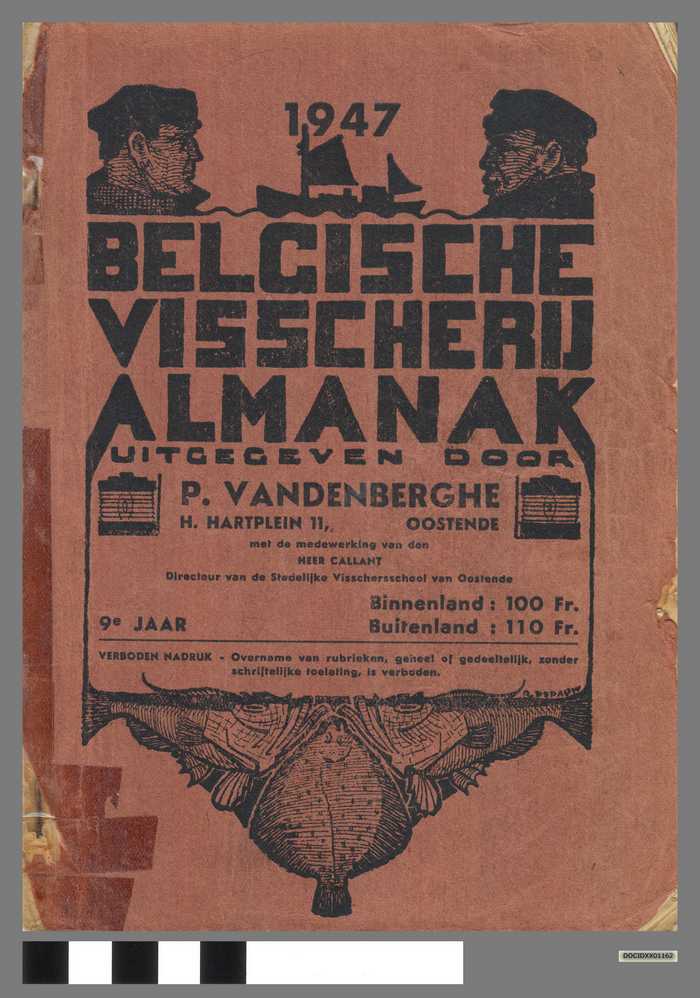 1947
BELGISCHE
VISSCHERIJ
ALMANAK
UITGEGEVEN DOOR
P. VANDENBERGHE
H. HARTPLEIN 11, OOSTENDE
met de medewerking van den
HEER CALLANT
Directeur van de Stedelijke Visschersschool van Oostende
Binnenland : 100 Fr.
9e JAAR Buitenland : 110 Fr.
VERBODEN NADRUK - Overname van rubrieken, geheel of gedeeltelijk, zonder
schriftelijke toelating, is verboden.
DOCIDXX01162